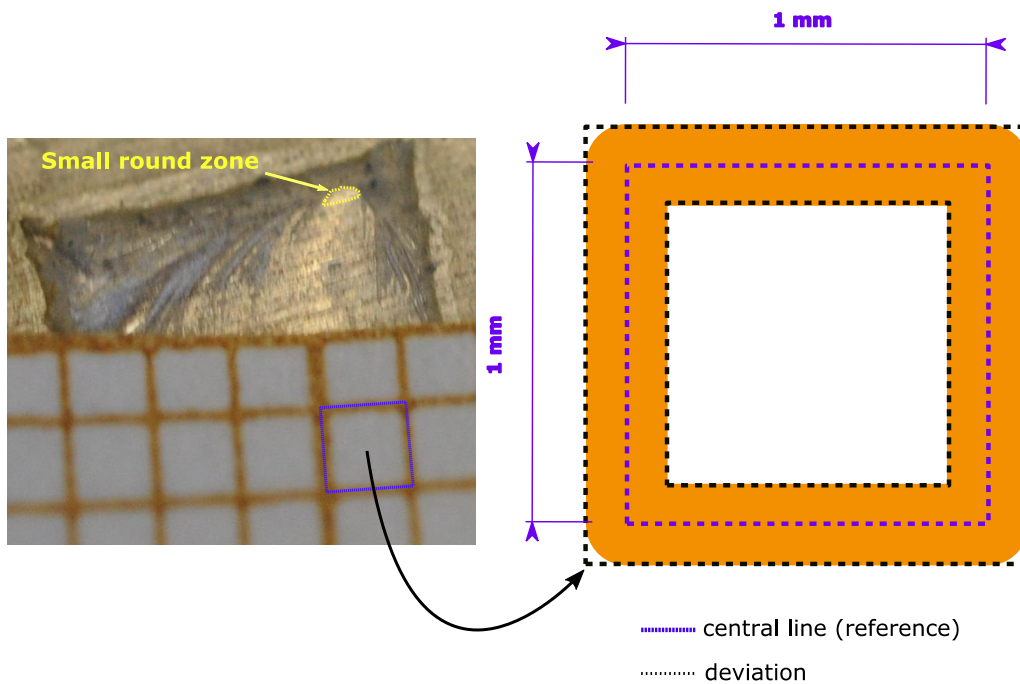 1 mm
Small round zone
1 mm
central line (reference)
deviation